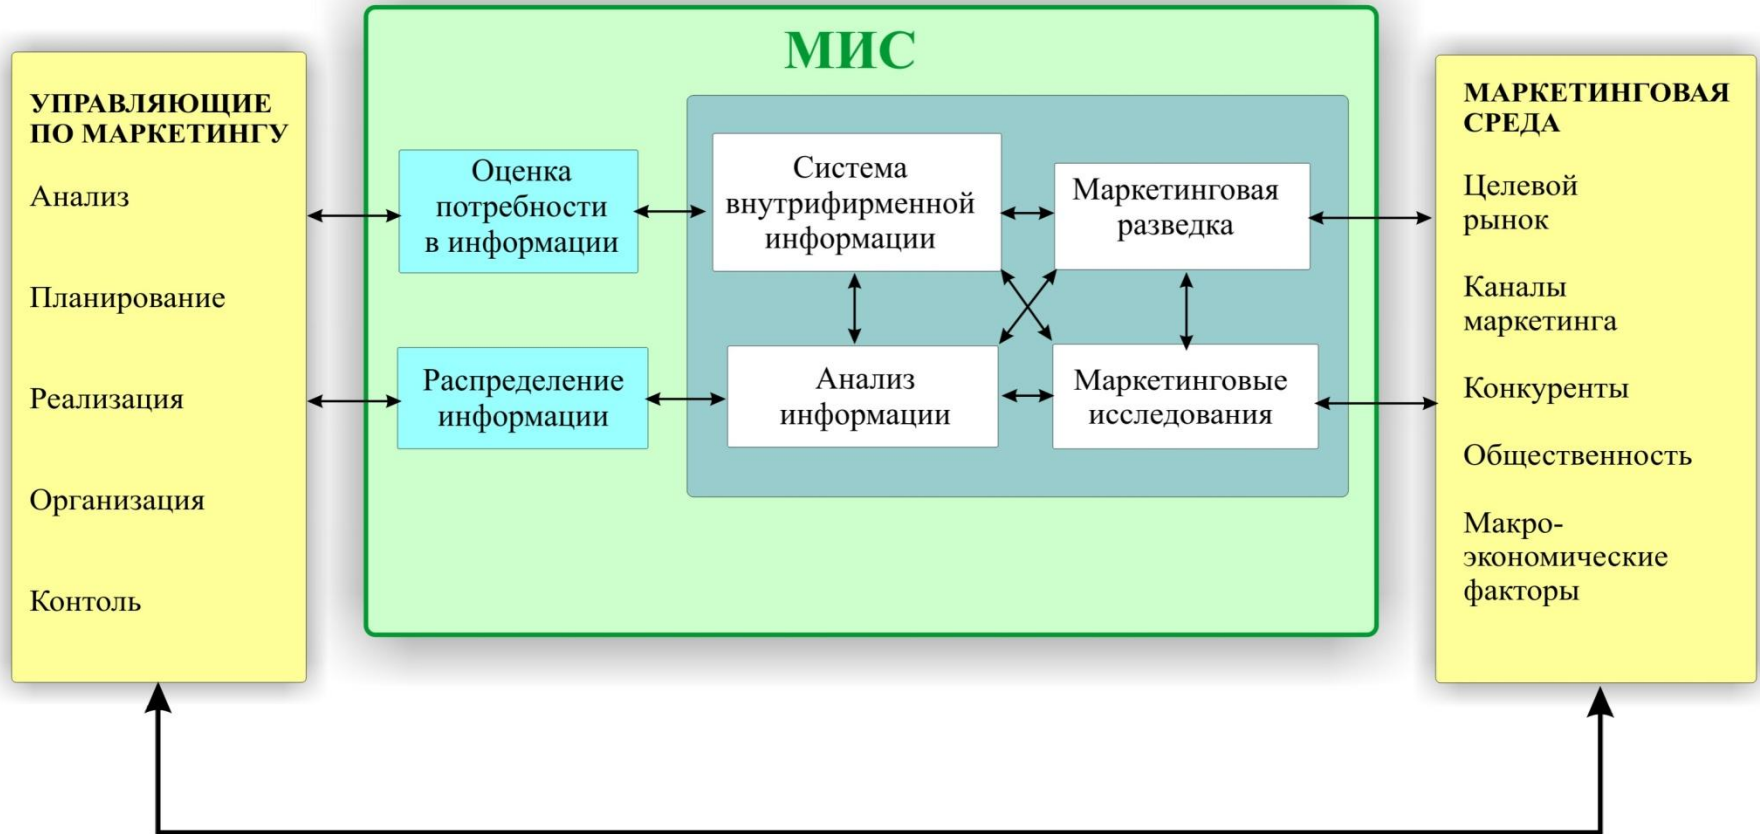 МИС
УПРАВЛЯЮЩИЕ
ПО МАРКЕТИНГУ
Анализ
Планирование
Реализация
Организация
Контоль
Оценка
потребности
в информации
Распределение
информации
Система
внутрифирменной
информации
Маркетинговая
разведка
Анализ
информации
Маркетинговые
исследования
МАРКЕТИНГОВАЯ
СРЕДА
Целевой
рынок
Каналы
маркетинга
Конкуренты
Общественность
Макро-
экономические
факторы